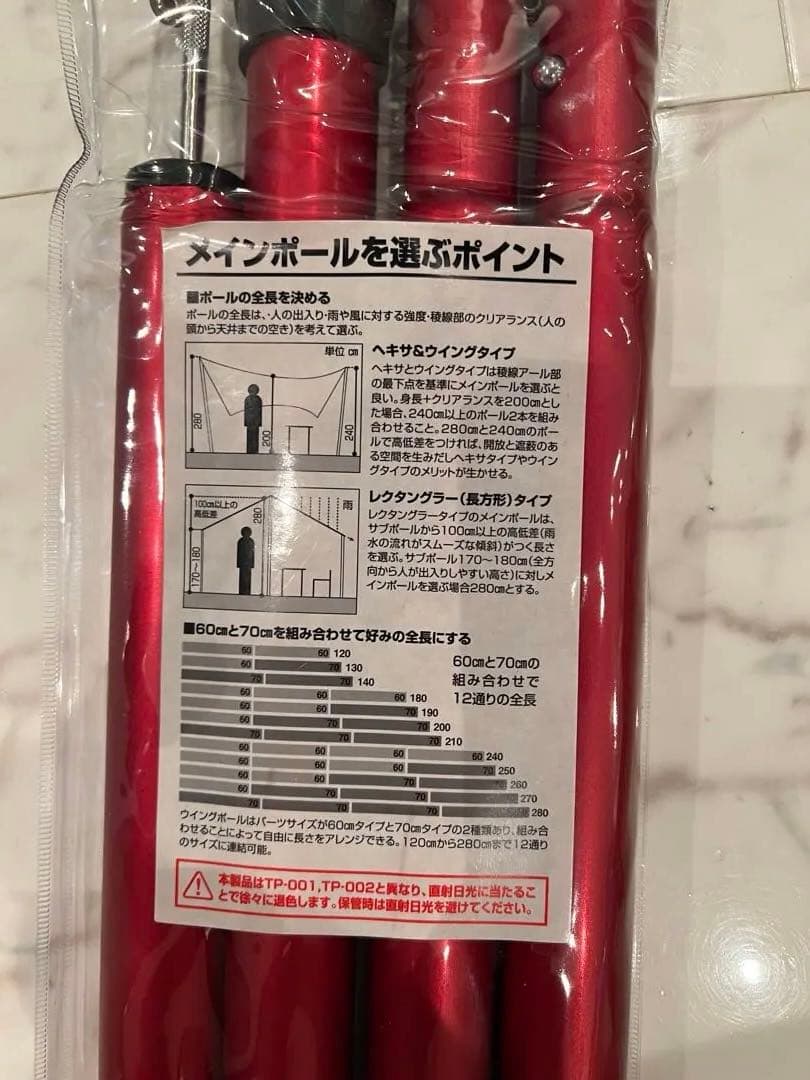 メインポールを選ぶポイント
■ポールの全長を決める
ポールの全長は、・人の出入り・雨や風に対する強度・稜線部のクリアランス(人の
頭から天井までの空き)を考えて選ぶ。
単位 ㎝
280
200
240
ヘキサ&ウイングタイプ
ヘキサとウイングタイプは稜線アール部
の最下点を基準にメインポールを選ぶと
良い。身長+クリアランスを200㎝とし
た場合、240㎝以上のポール2本を組み
合わせること。280㎝と240㎝のポー
ルで高低差をつければ、開放と遮蔽のあ
る空間を生みだしヘキサタイプやウイン
グタイプのメリットが生かせる。
100㎝以上の
高低差
280
雨
170〜180
レクタングラー(長方形)タイプ
レクタングラータイプのメインポールは、
サブポールから100㎝以上の高低差(雨
水の流れがスムーズな傾斜)がつく長さ
を選ぶ。サブポール170〜180㎝(全方
向から人が出入りしやすい高さ)に対しメ
インポールを選ぶ場合280㎝とする。
■60㎝と70㎝を組み合わせて好みの全長にする
60 60 120
60 70 130
70 70 140
60 60 60 180
60 60 70 190
60 70 70 200
70 70 70 210
60 60 60 60 240
60 60 60 70 250
60 60 70 70 260
60 70 70 70 270
70 70 70 70 280
60㎝と70㎝の
組み合わせで
12通りの全長
ウイングポールはパーツサイズが60㎝タイプと70㎝タイプの2種類あり、組み合
わせることによって自由に長さをアレンジできる。120㎝から280㎝まで12通り
のサイズに連結可能。
本製品はTP-001,TP-002と異なり、直射日光に当たるこ
とで徐々に退色します。保管時は直射日光を避けてください。